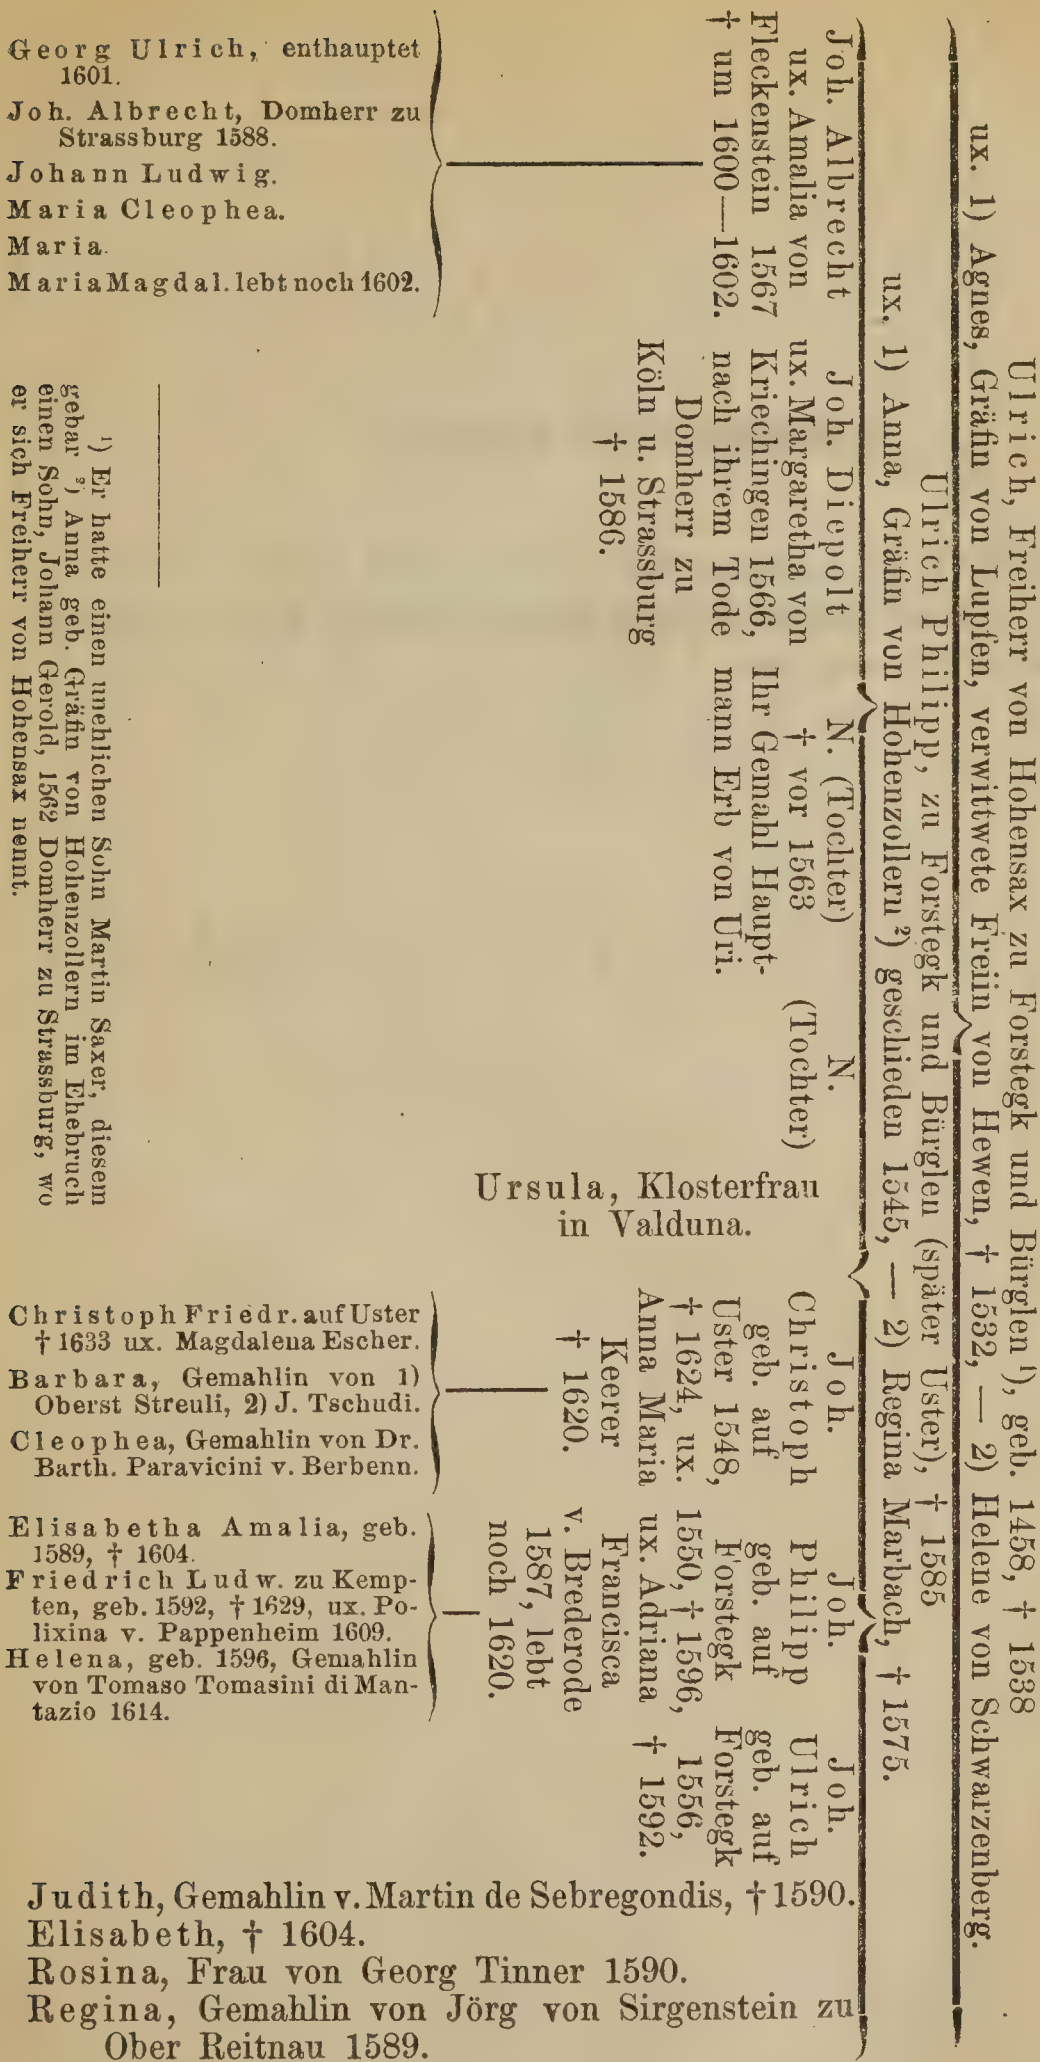 Ulrich, Freiherr von Hohensax zu Forstegk und Bürglen ¹), geb. 1458, † 1538
ux. 1) Agnes, Gräfin von Lupfen, verwittwete Freiin von Hewen, † 1532, — 2) Helene von Schwarzenberg.
Ulrich Philipp, zu Forstegk und Bürglen (später Uster), † 1585
ux. 1) Anna, Gräfin von Hohenzollern ²) geschieden 1545, — 2) Regina Marbach, † 1575.
Joh. Albrecht
ux. Amalia von
Fleckenstein 1567
† um 1600—1602.
Georg Ulrich, enthauptet
1601.
Joh. Albrecht, Domherr zu
Strassburg 1588.
Johann Ludwig.
Maria Cleophea.
Maria.
Maria Magdal. lebt noch 1602.
Joh. Diepolt
ux. Margaretha von
Kriechingen 1566,
nach ihrem Tode
Domherr zu
Köln u. Strassburg
† 1586.
N. (Tochter)
† vor 1563
Ihr Gemahl Haupt-
mann Erb von Uri.
N.
(Tochter)
Ursula, Klosterfrau
in Valduna.
Joh.
Christoph
geb. auf
Uster 1548,
† 1624, ux.
Anna Maria
Keerer
† 1620.
Christoph Friedr. auf Uster
† 1633 ux. Magdalena Escher.
Barbara, Gemahlin von 1)
Oberst Streuli, 2) J. Tschudi.
Cleophea, Gemahlin von Dr.
Barth. Paravicini v. Berbenn.
Joh.
Philipp
geb. auf
Forstegk
1550, † 1596,
ux. Adriana
Francisca
v. Brederode
1587, lebt
noch 1620.
Elisabetha Amalia, geb.
1589, † 1604.
Friedrich Ludw. zu Kemp-
ten, geb. 1592, † 1629, ux. Po-
lixina v. Pappenheim 1609.
Helena, geb. 1596, Gemahlin
von Tomaso Tomasini di Man-
tazio 1614.
Joh.
Ulrich
geb. auf
Forstegk
1556,
† 1592.
Judith, Gemahlin v. Martin de Sebregondis, † 1590.
Elisabeth, † 1604.
Rosina, Frau von Georg Tinner 1590.
Regina, Gemahlin von Jörg von Sirgenstein zu
Ober Reitnau 1589.
¹) Er hatte einen unehlichen Sohn Martin Saxer, diesem
gebar ²) Anna geb. Gräfin von Hohenzollern im Ehebruch
einen Sohn, Johann Gerold, 1562 Domherr zu Strassburg, wo
er sich Freiherr von Hohensax nennt.